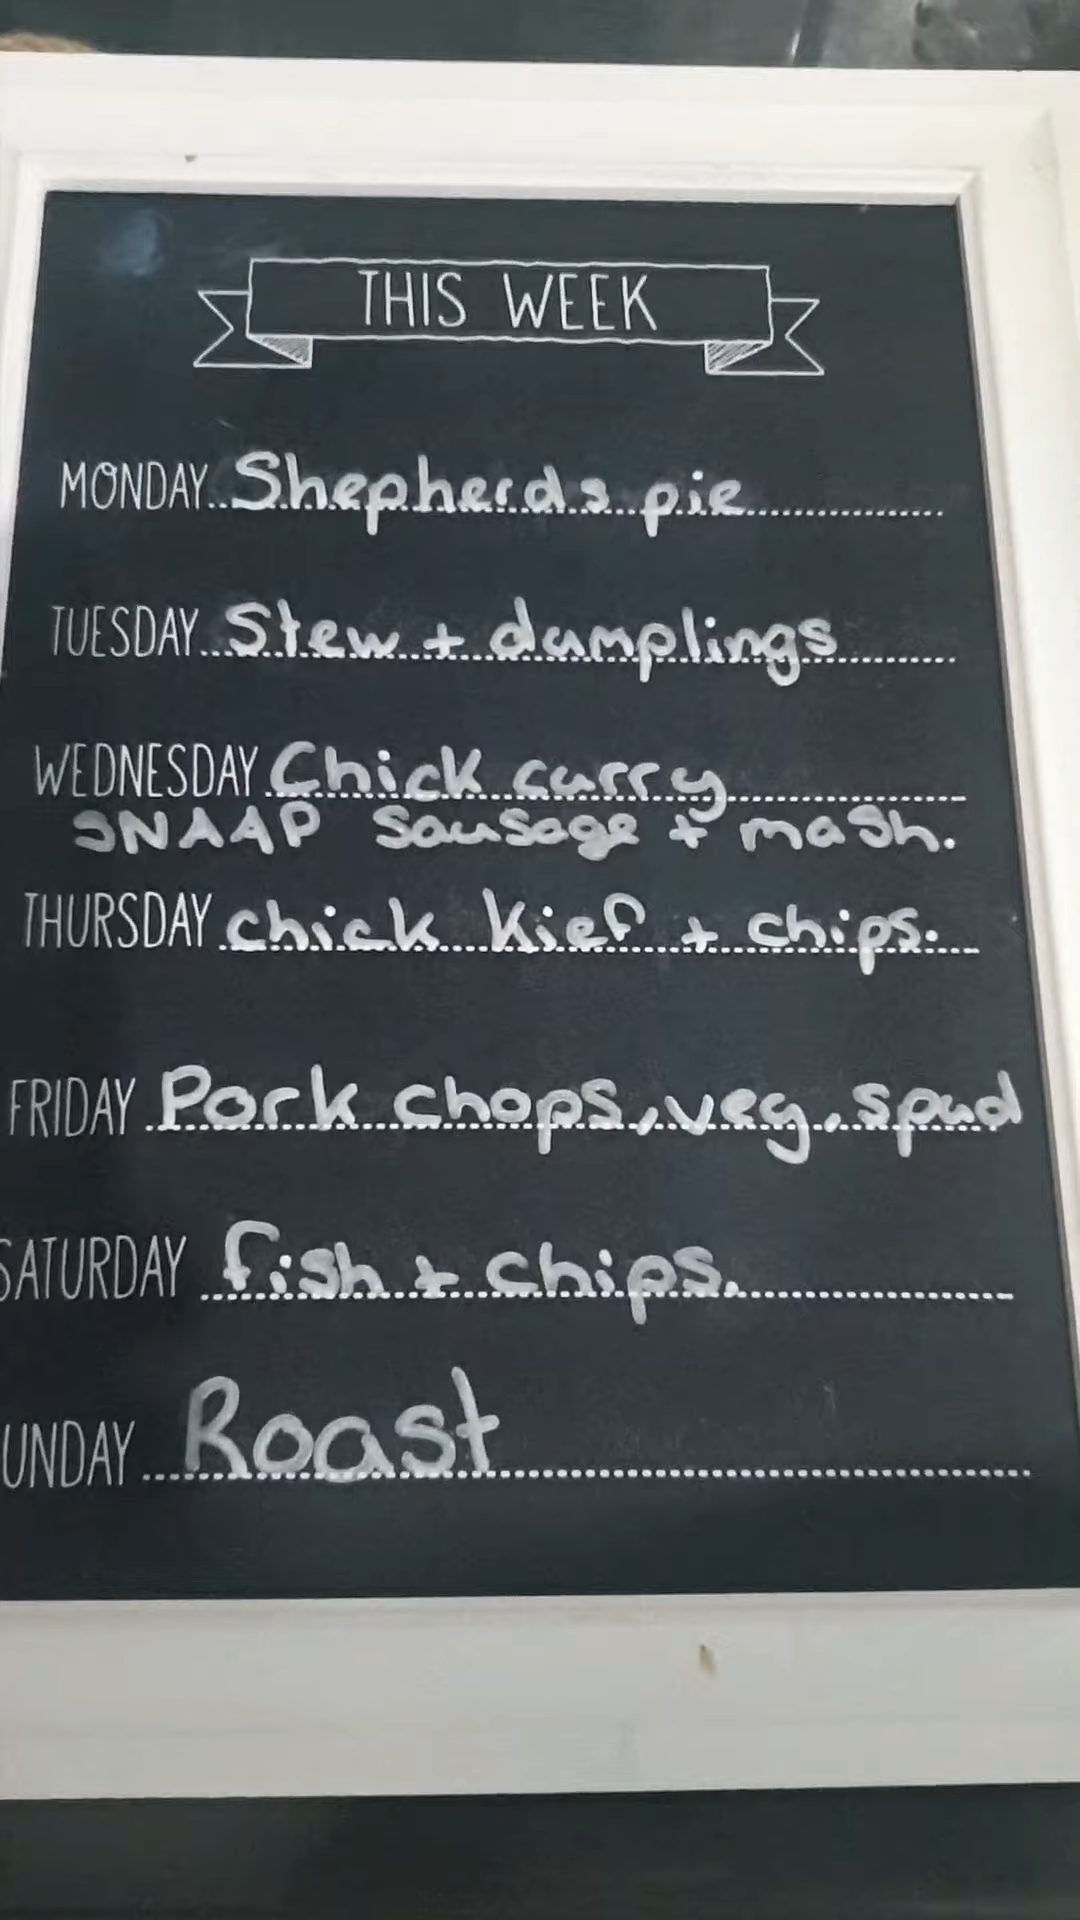 THIS WEEK
MONDAY Shepherds pie
TUESDAY Stew + dumplings
WEDNESDAY Chick curry
SNAAP Sausage + mash.
THURSDAY chick Kief + chips.
FRIDAY Pork chops, veg, spud
SATURDAY fish + chips.
UNDAY Roast